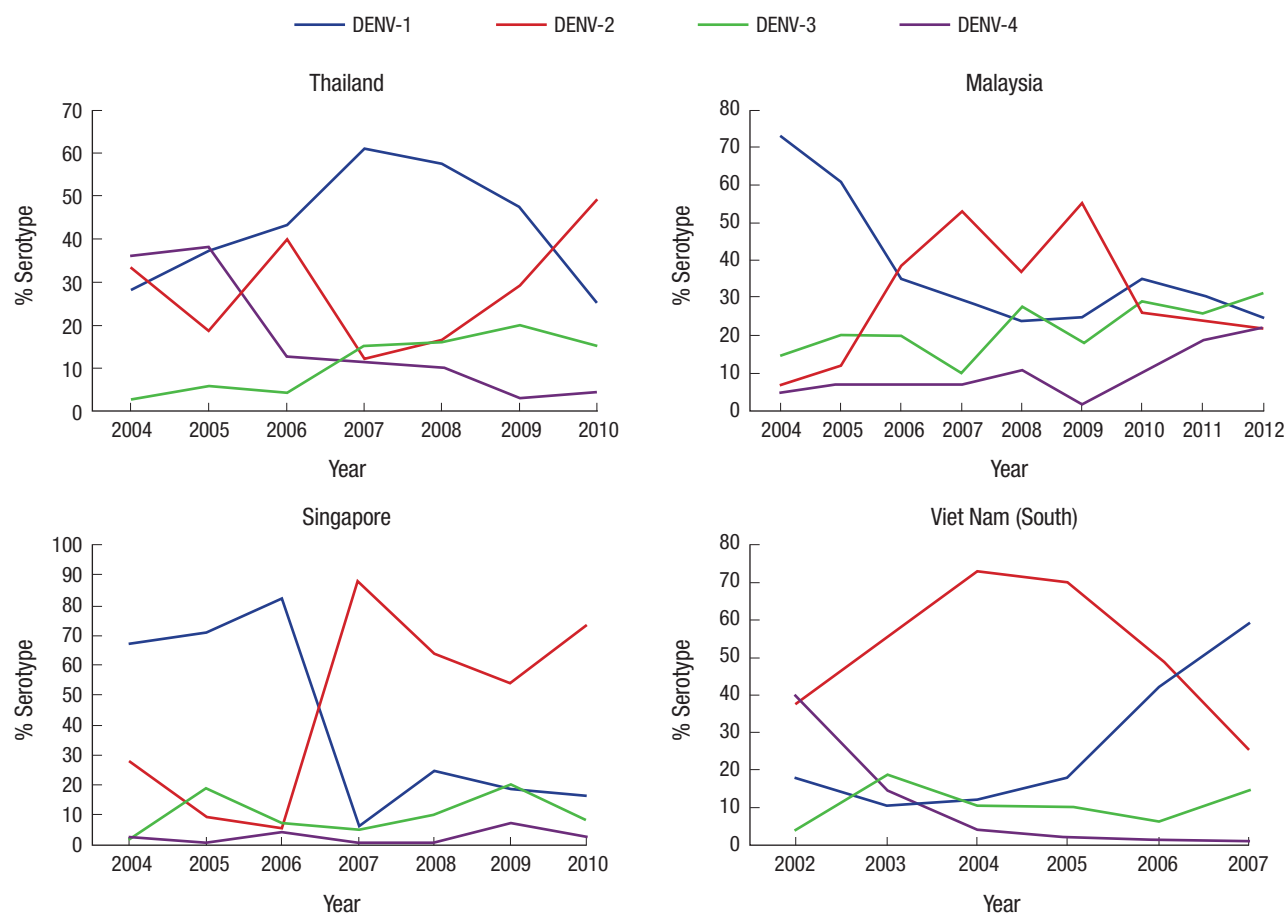 DENV-1 DENV-2 DENV-3 DENV-4
Thailand
70
60
50
40
30
20
10
0
% Serotype
2004 2005 2006 2007 2008 2009 2010
Year
Malaysia
80
70
60
50
40
30
20
10
0
% Serotype
2004 2005 2006 2007 2008 2009 2010 2011 2012
Year
Singapore
100
90
80
70
60
50
40
30
20
10
0
% Serotype
2004 2005 2006 2007 2008 2009 2010
Year
Viet Nam (South)
80
70
60
50
40
30
20
10
0
% Serotype
2002 2003 2004 2005 2006 2007
Year